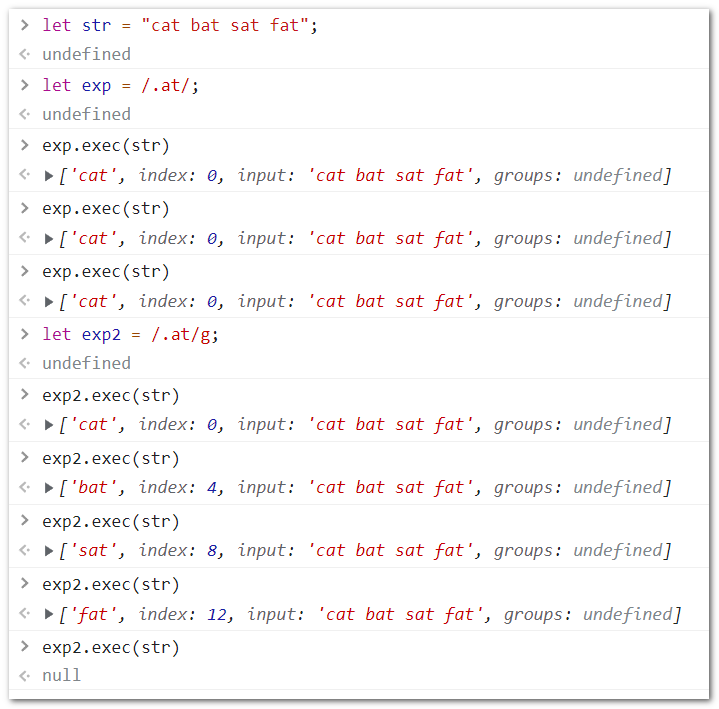 > let str = "cat bat sat fat";
<· undefined
> let exp = /.at/;
<· undefined
> exp.exec(str)
<· ▶['cat', index: 0, input: 'cat bat sat fat', groups: undefined]
> exp.exec(str)
<· ▶['cat', index: 0, input: 'cat bat sat fat', groups: undefined]
> exp.exec(str)
<· ▶['cat', index: 0, input: 'cat bat sat fat', groups: undefined]
> let exp2 = /.at/g;
<· undefined
> exp2.exec(str)
<· ▶['cat', index: 0, input: 'cat bat sat fat', groups: undefined]
> exp2.exec(str)
<· ▶['bat', index: 4, input: 'cat bat sat fat', groups: undefined]
> exp2.exec(str)
<· ▶['sat', index: 8, input: 'cat bat sat fat', groups: undefined]
> exp2.exec(str)
<· ▶['fat', index: 12, input: 'cat bat sat fat', groups: undefined]
> exp2.exec(str)
<· null